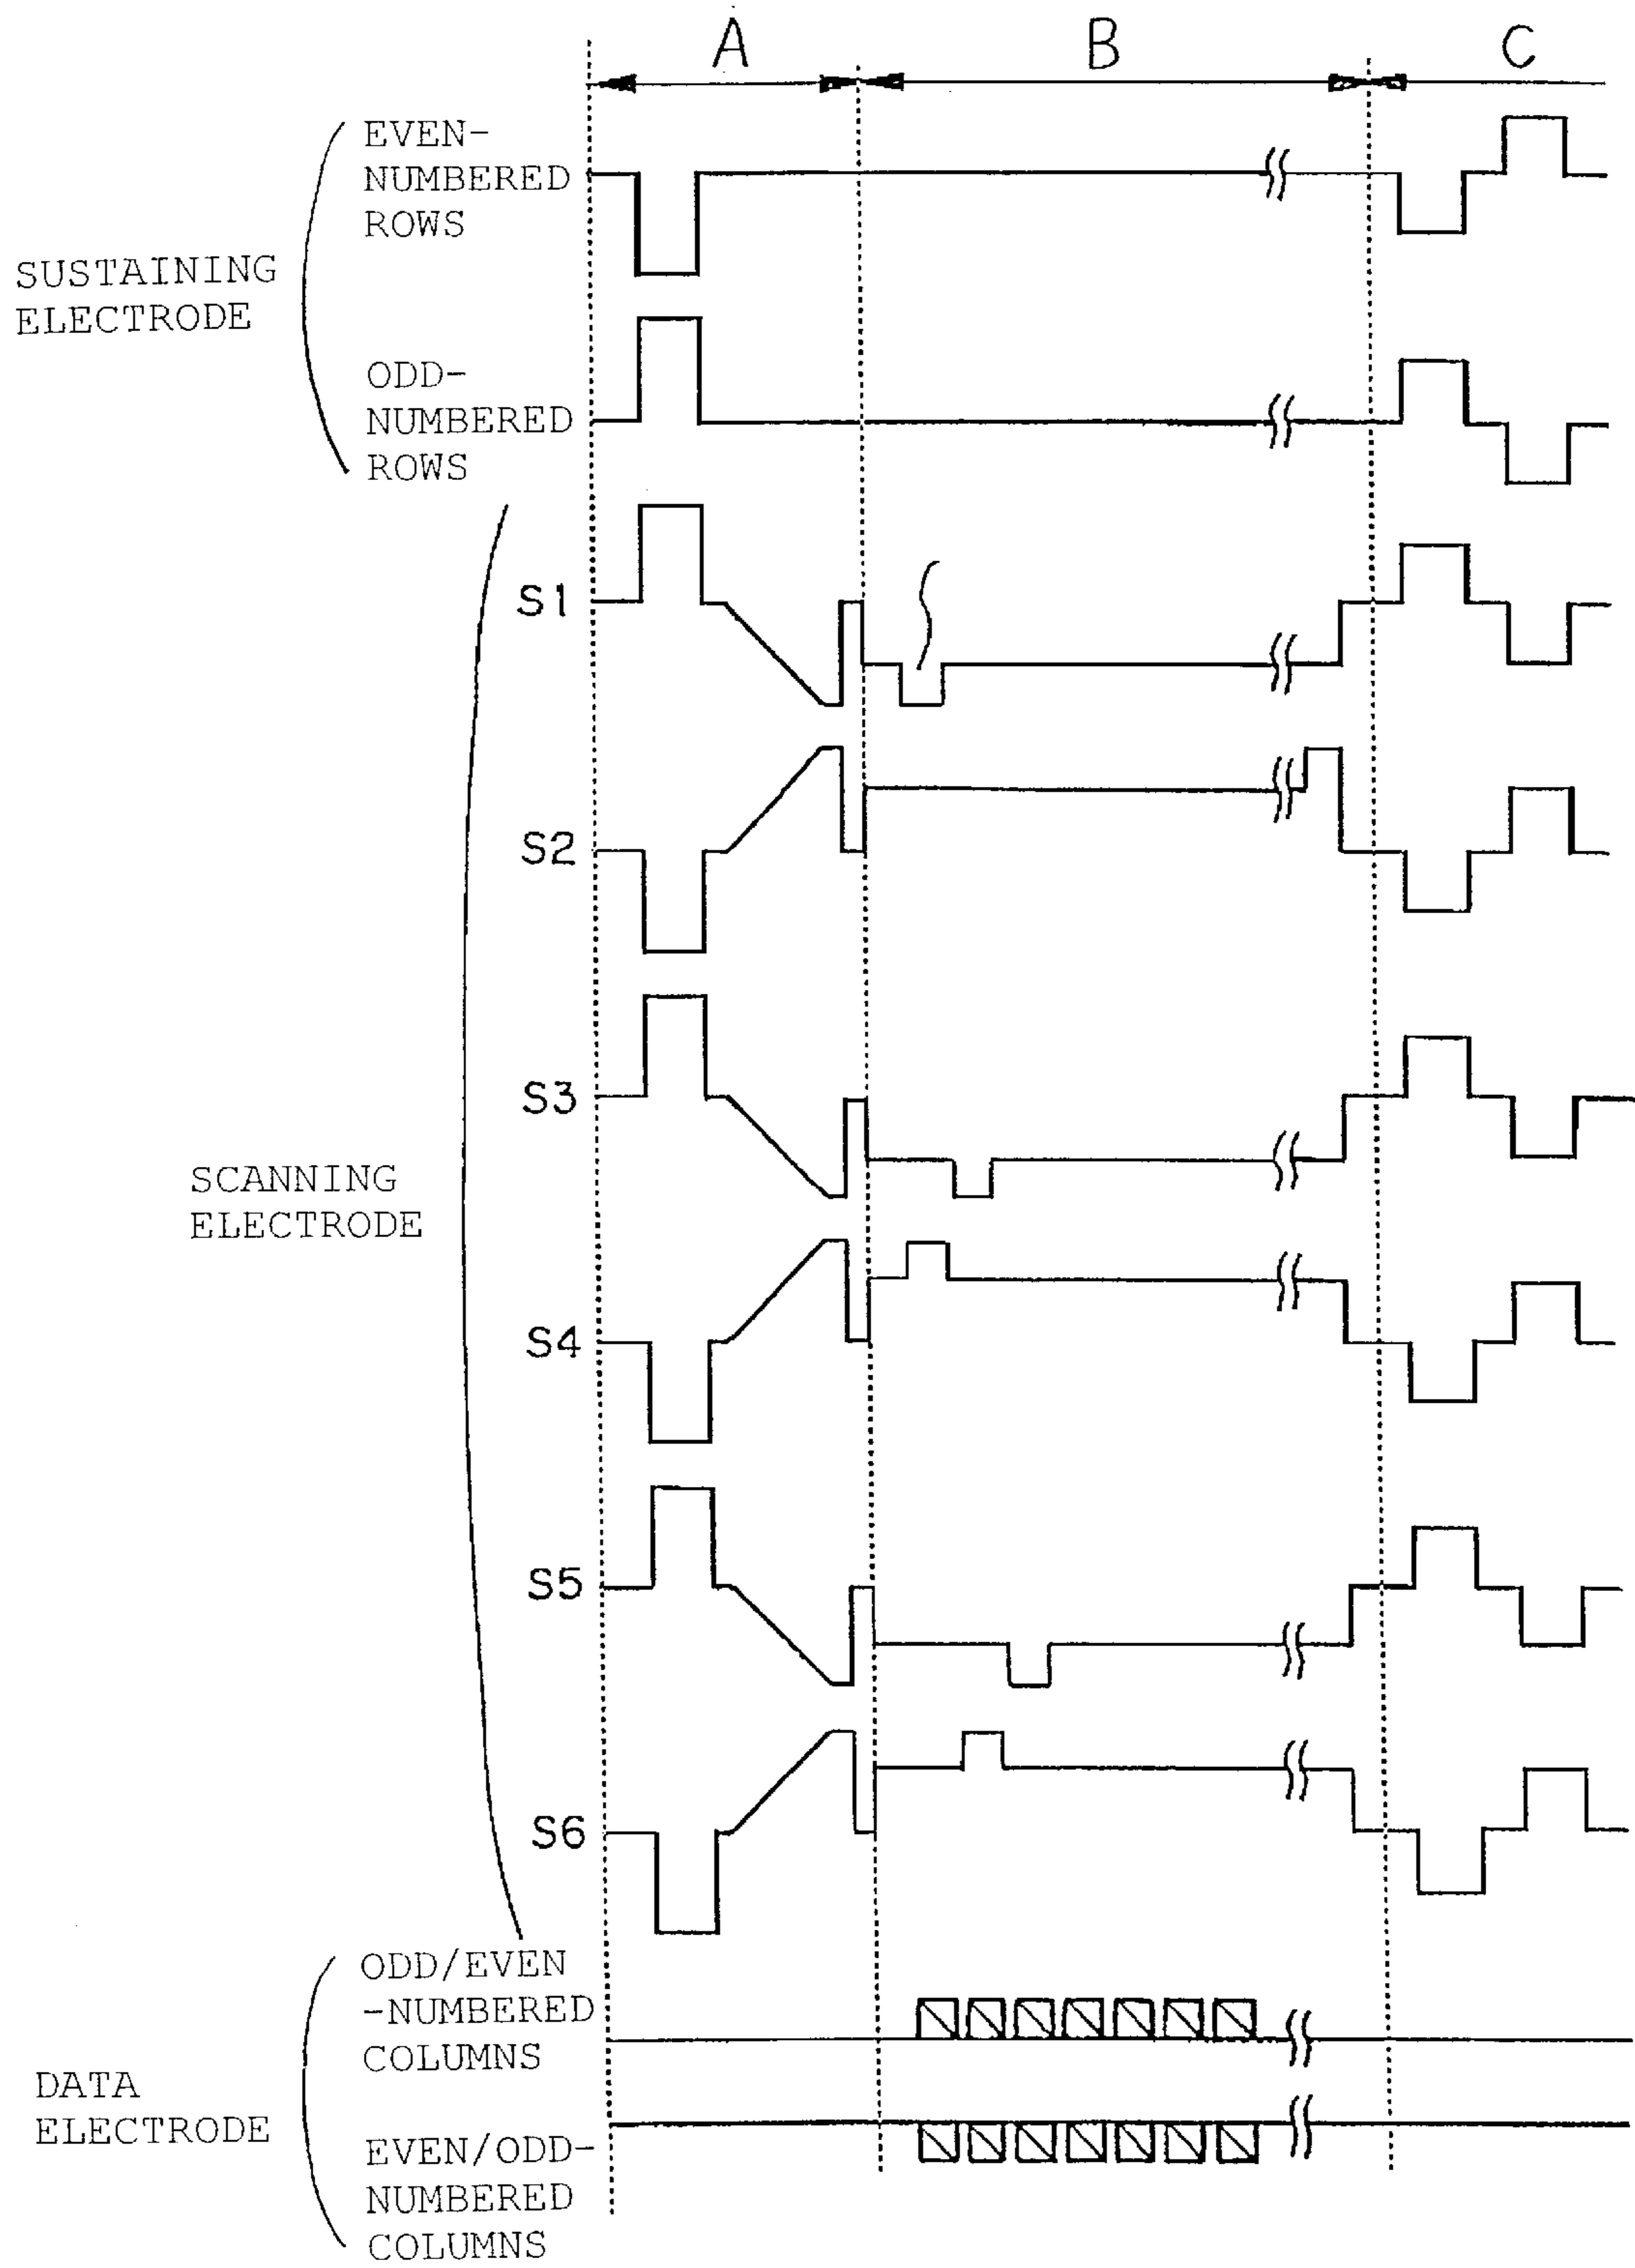 A
B
C
EVEN-
NUMBERED
ROWS
SUSTAINING
ELECTRODE
ODD-
NUMBERED
ROWS
S1
S2
S3
SCANNING
ELECTRODE
S4
S5
S6
ODD/EVEN
-NUMBERED
COLUMNS
DATA
ELECTRODE
EVEN/ODD-
NUMBERED
COLUMNS